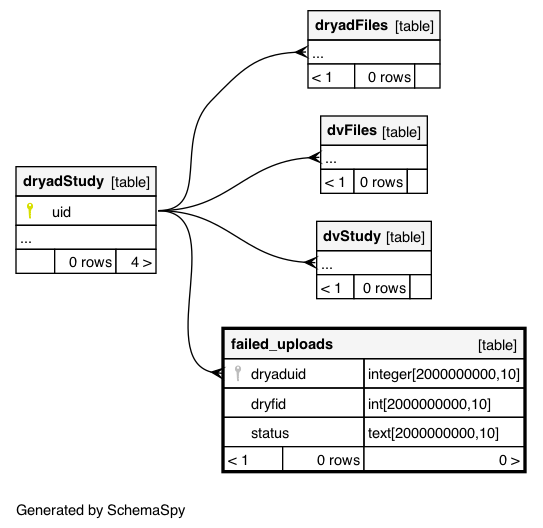 dryadFiles [table]
...
< 1 0 rows
dvFiles [table]
...
< 1 0 rows
dryadStudy [table]
uid
...
0 rows 4 >
dvStudy [table]
...
< 1 0 rows
failed_uploads [table]
dryaduid integer[2000000000,10]
dryfid int[2000000000,10]
status text[2000000000,10]
< 1 0 rows 0 >
Generated by SchemaSpy